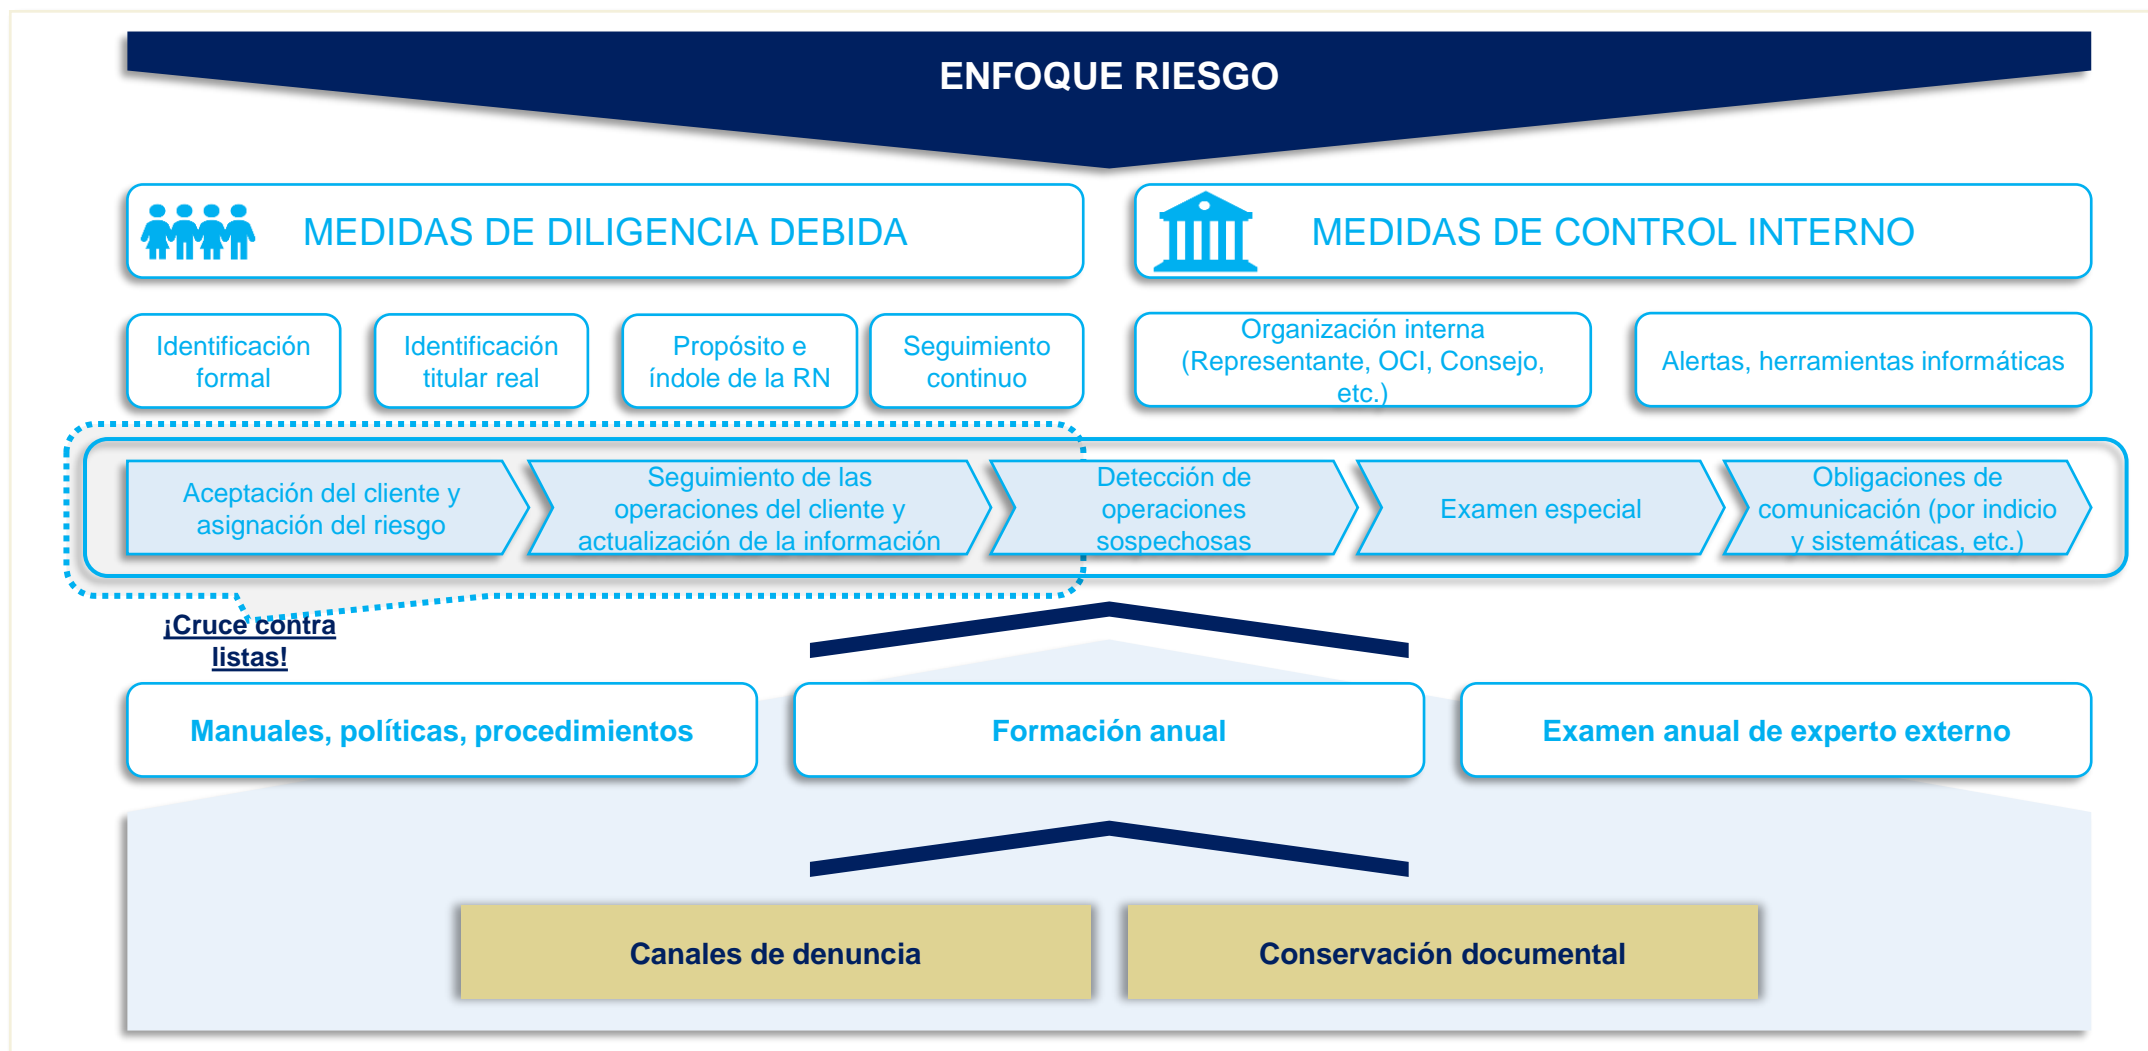 ENFOQUE RIESGO
MEDIDAS DE DILIGENCIA DEBIDA
MEDIDAS DE CONTROL INTERNO
Identificación
formal
Identificación
titular real
Propósito e
índole de la RN
Seguimiento
continuo
Organización interna
(Representante, OCI, Consejo,
etc.)
Alertas, herramientas informáticas
Aceptación del cliente y
asignación del riesgo
Seguimiento de las
operaciones del cliente y
actualización de la información
Detección de
operaciones
sospechosas
Examen especial
Obligaciones de
comunicación (por indicio
y sistemáticas, etc.)
¡Cruce contra
listas!
Manuales, políticas, procedimientos
Formación anual
Examen anual de experto externo
Canales de denuncia
Conservación documental